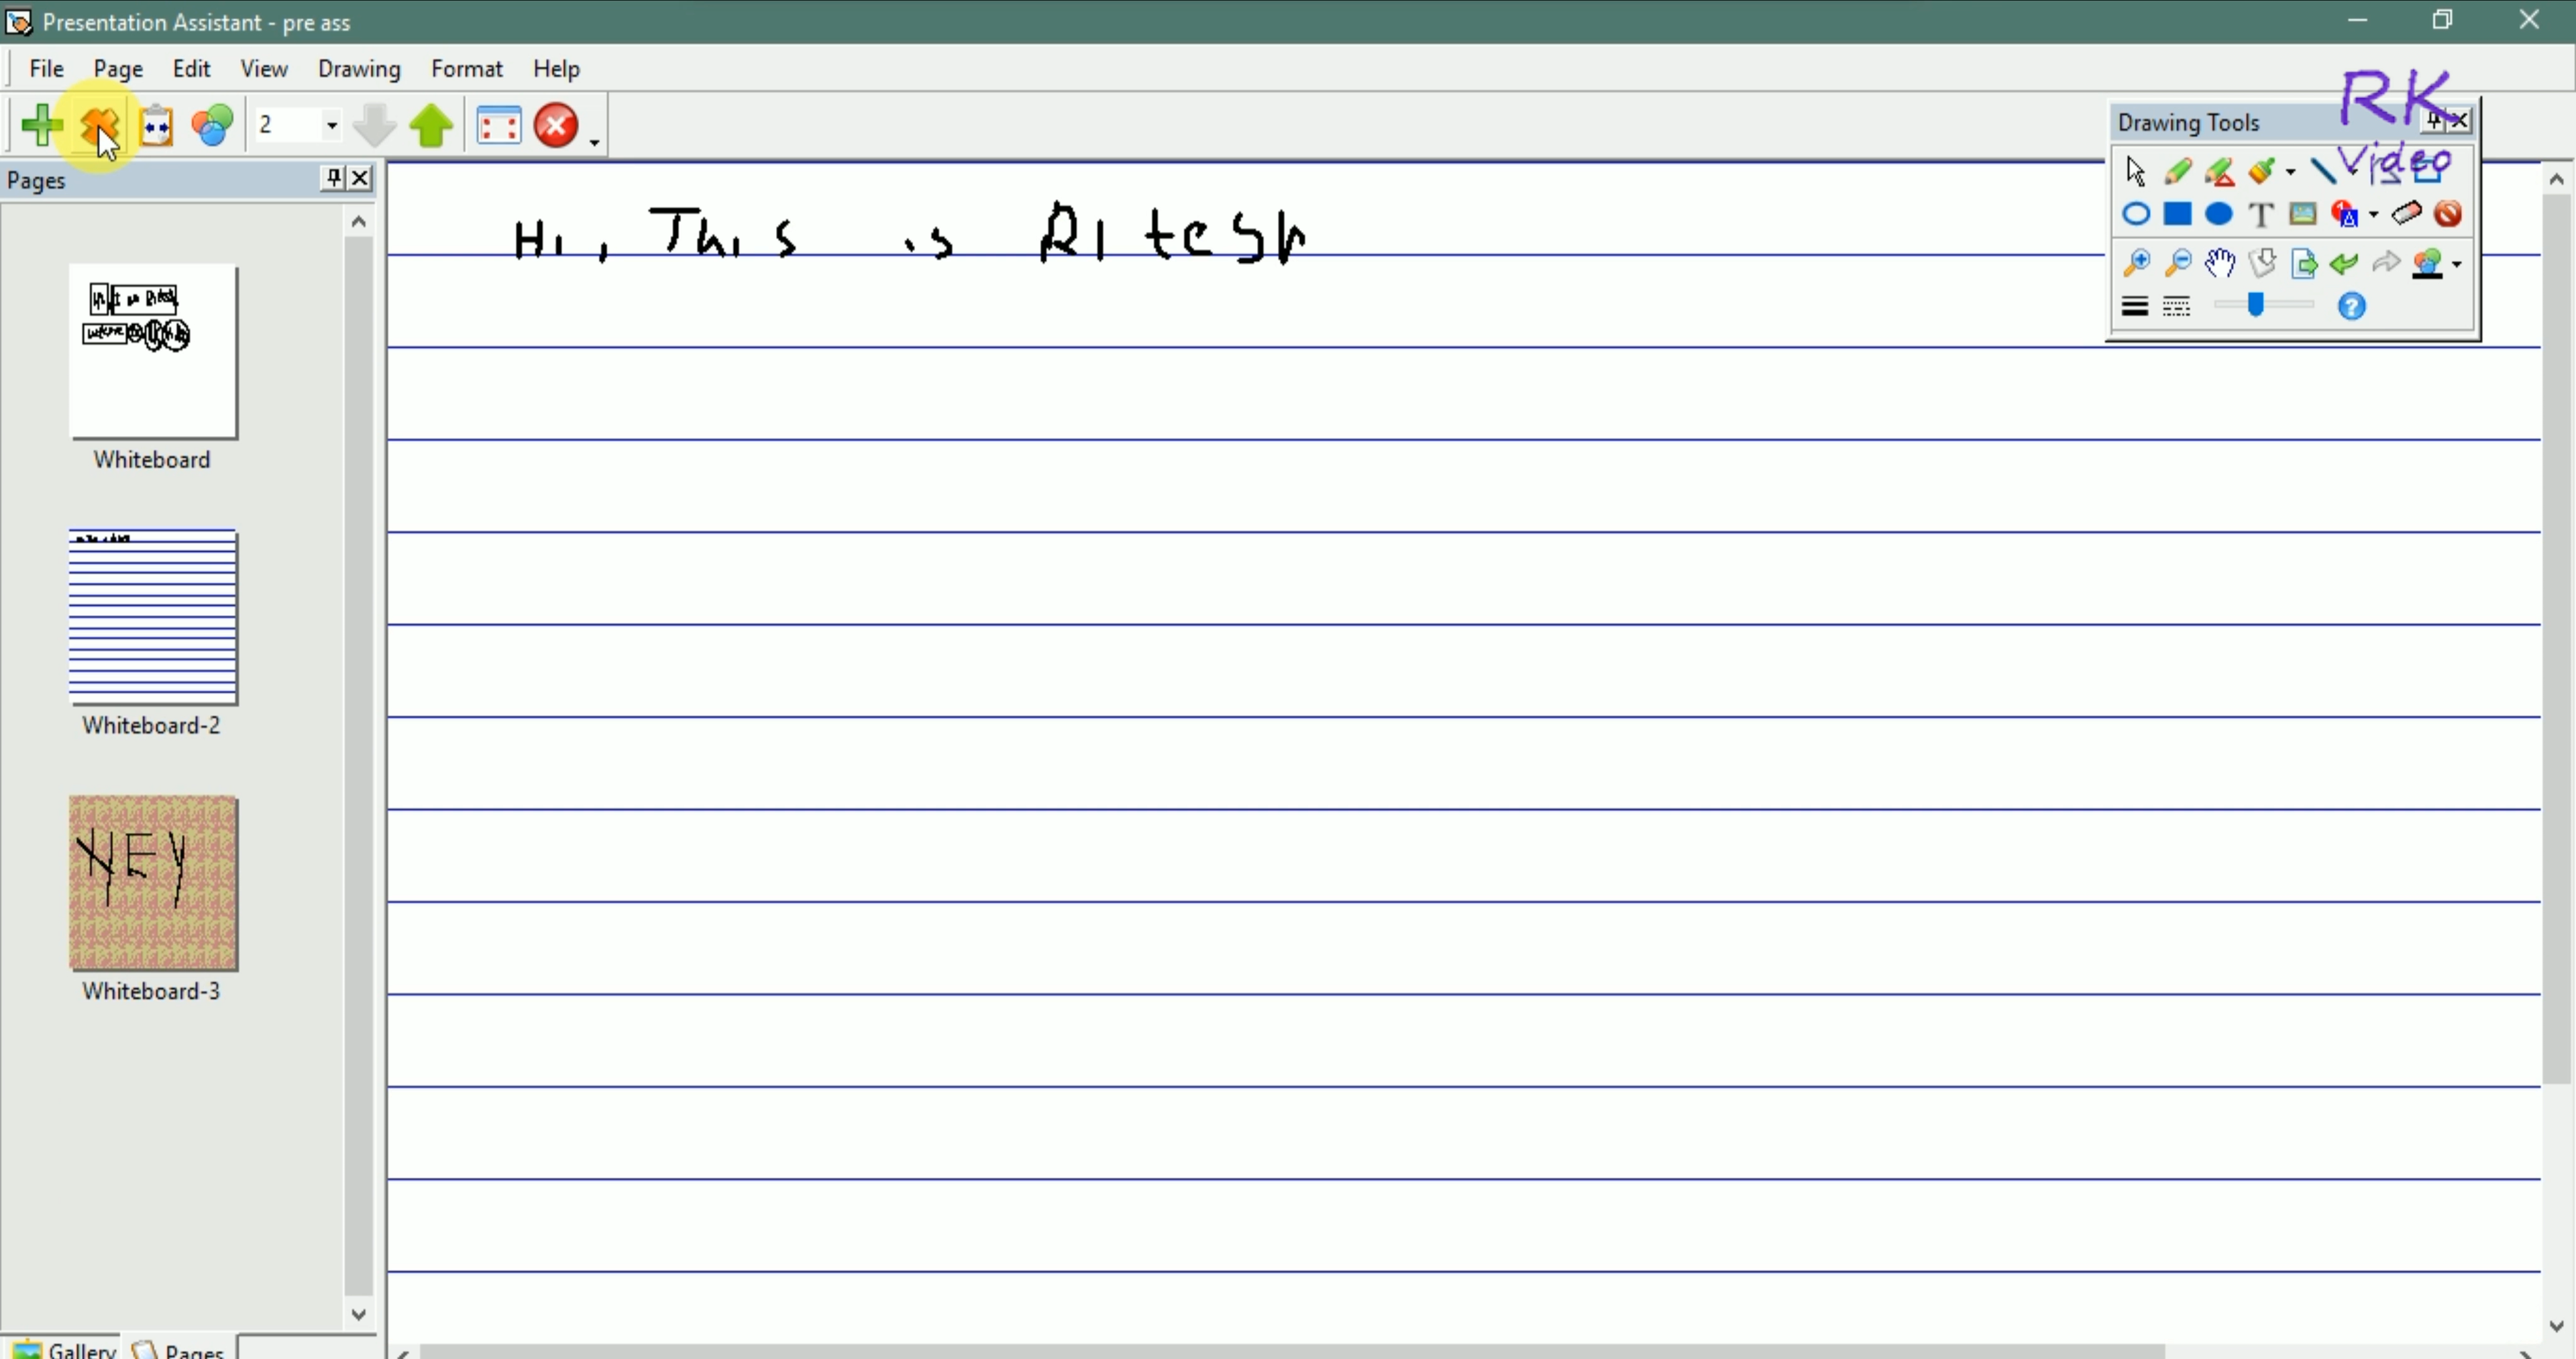 Presentation Assistant - pre ass
File Page Edit View Drawing Format Help
2
RK
Video
Drawing Tools
Pages
Hi, This is Ritesh
Whiteboard
Whiteboard-2
HEY
Whiteboard-3
Gallery Pages